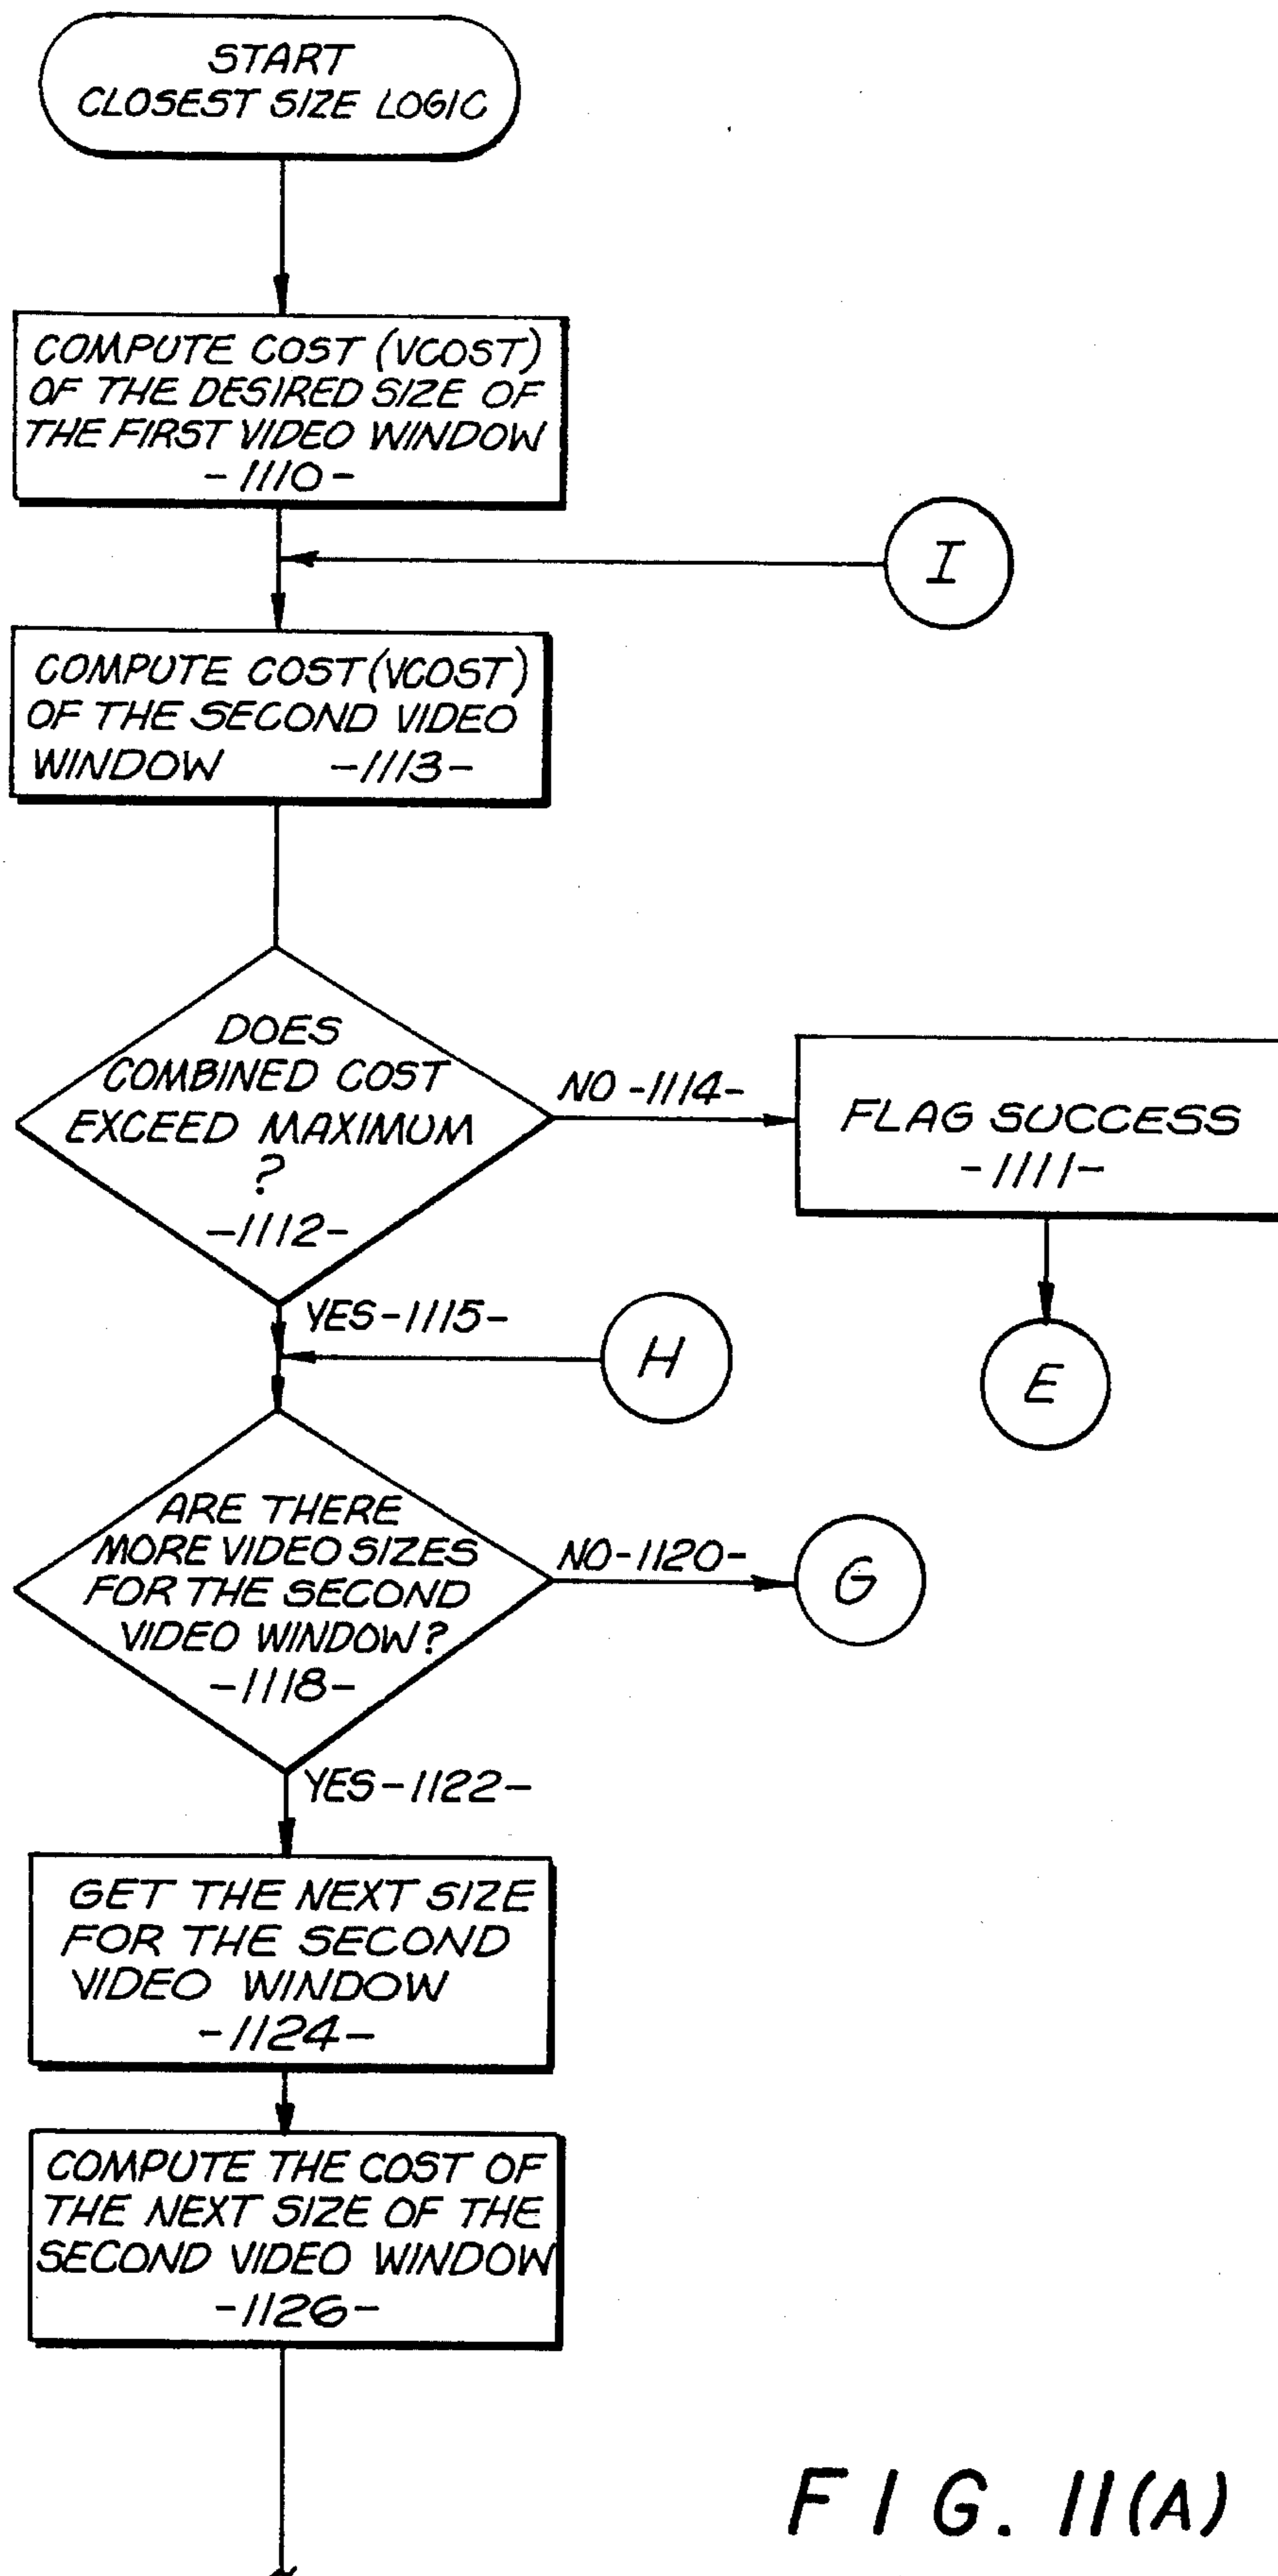 START
CLOSEST SIZE LOGIC
COMPUTE COST (VCOST)
OF THE DESIRED SIZE OF
THE FIRST VIDEO WINDOW
-1110-
I
COMPUTE COST (VCOST)
OF THE SECOND VIDEO
WINDOW -1113-
DOES
COMBINED COST
EXCEED MAXIMUM
?
-1112-
NO -1114-
FLAG SUCCESS
-1111-
YES-1115-
H
E
ARE THERE
MORE VIDEO SIZES
FOR THE SECOND
VIDEO WINDOW?
-1118-
NO-1120-
G
YES-1122-
GET THE NEXT SIZE
FOR THE SECOND
VIDEO WINDOW
-1124-
COMPUTE THE COST OF
THE NEXT SIZE OF THE
SECOND VIDEO WINDOW
-1126-
FIG. 11(A)